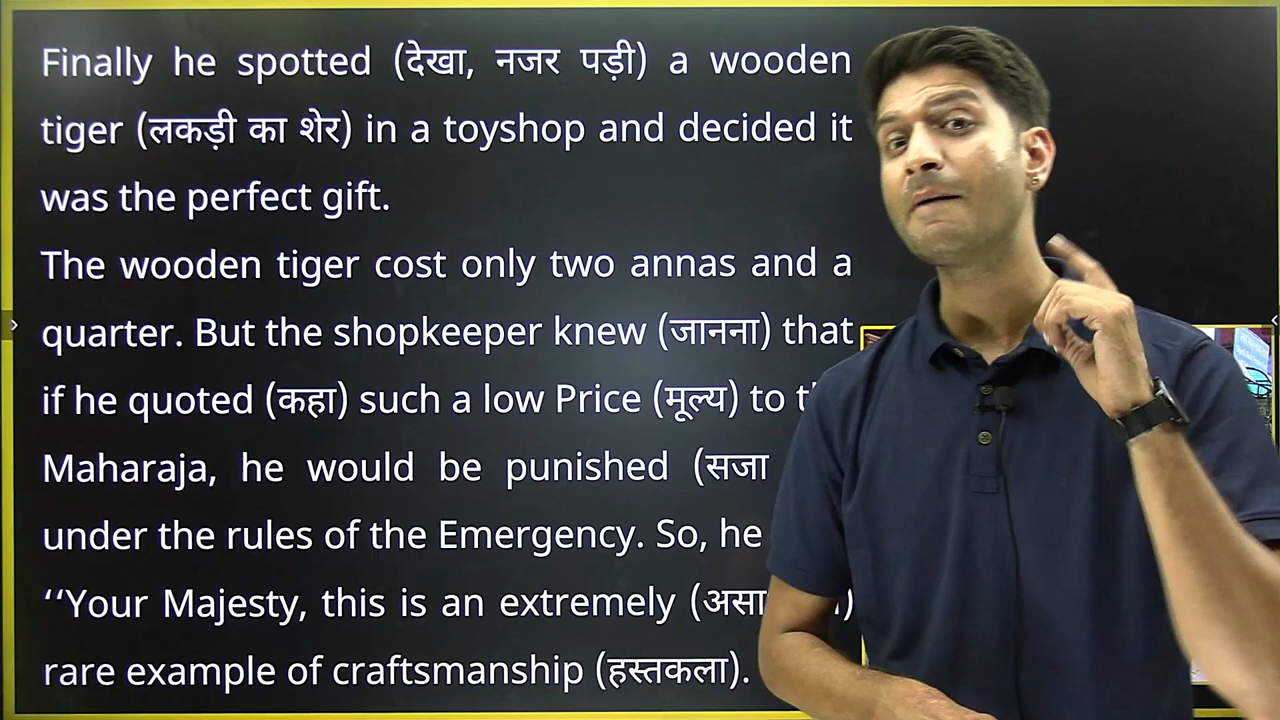 Finally he spotted (देखा, नजर पड़ी) a wooden
tiger (लकड़ी का शेर) in a toyshop and decided it
was the perfect gift.
The wooden tiger cost only two annas and a
quarter. But the shopkeeper knew (जानना) that
if he quoted (कहा) such a low Price (मूल्य) to
Maharaja, he would be punished (सजा
under the rules of the Emergency. So, he
‘‘Your Majesty, this is an extremely
rare example of craftsmanship (हस्तकला).